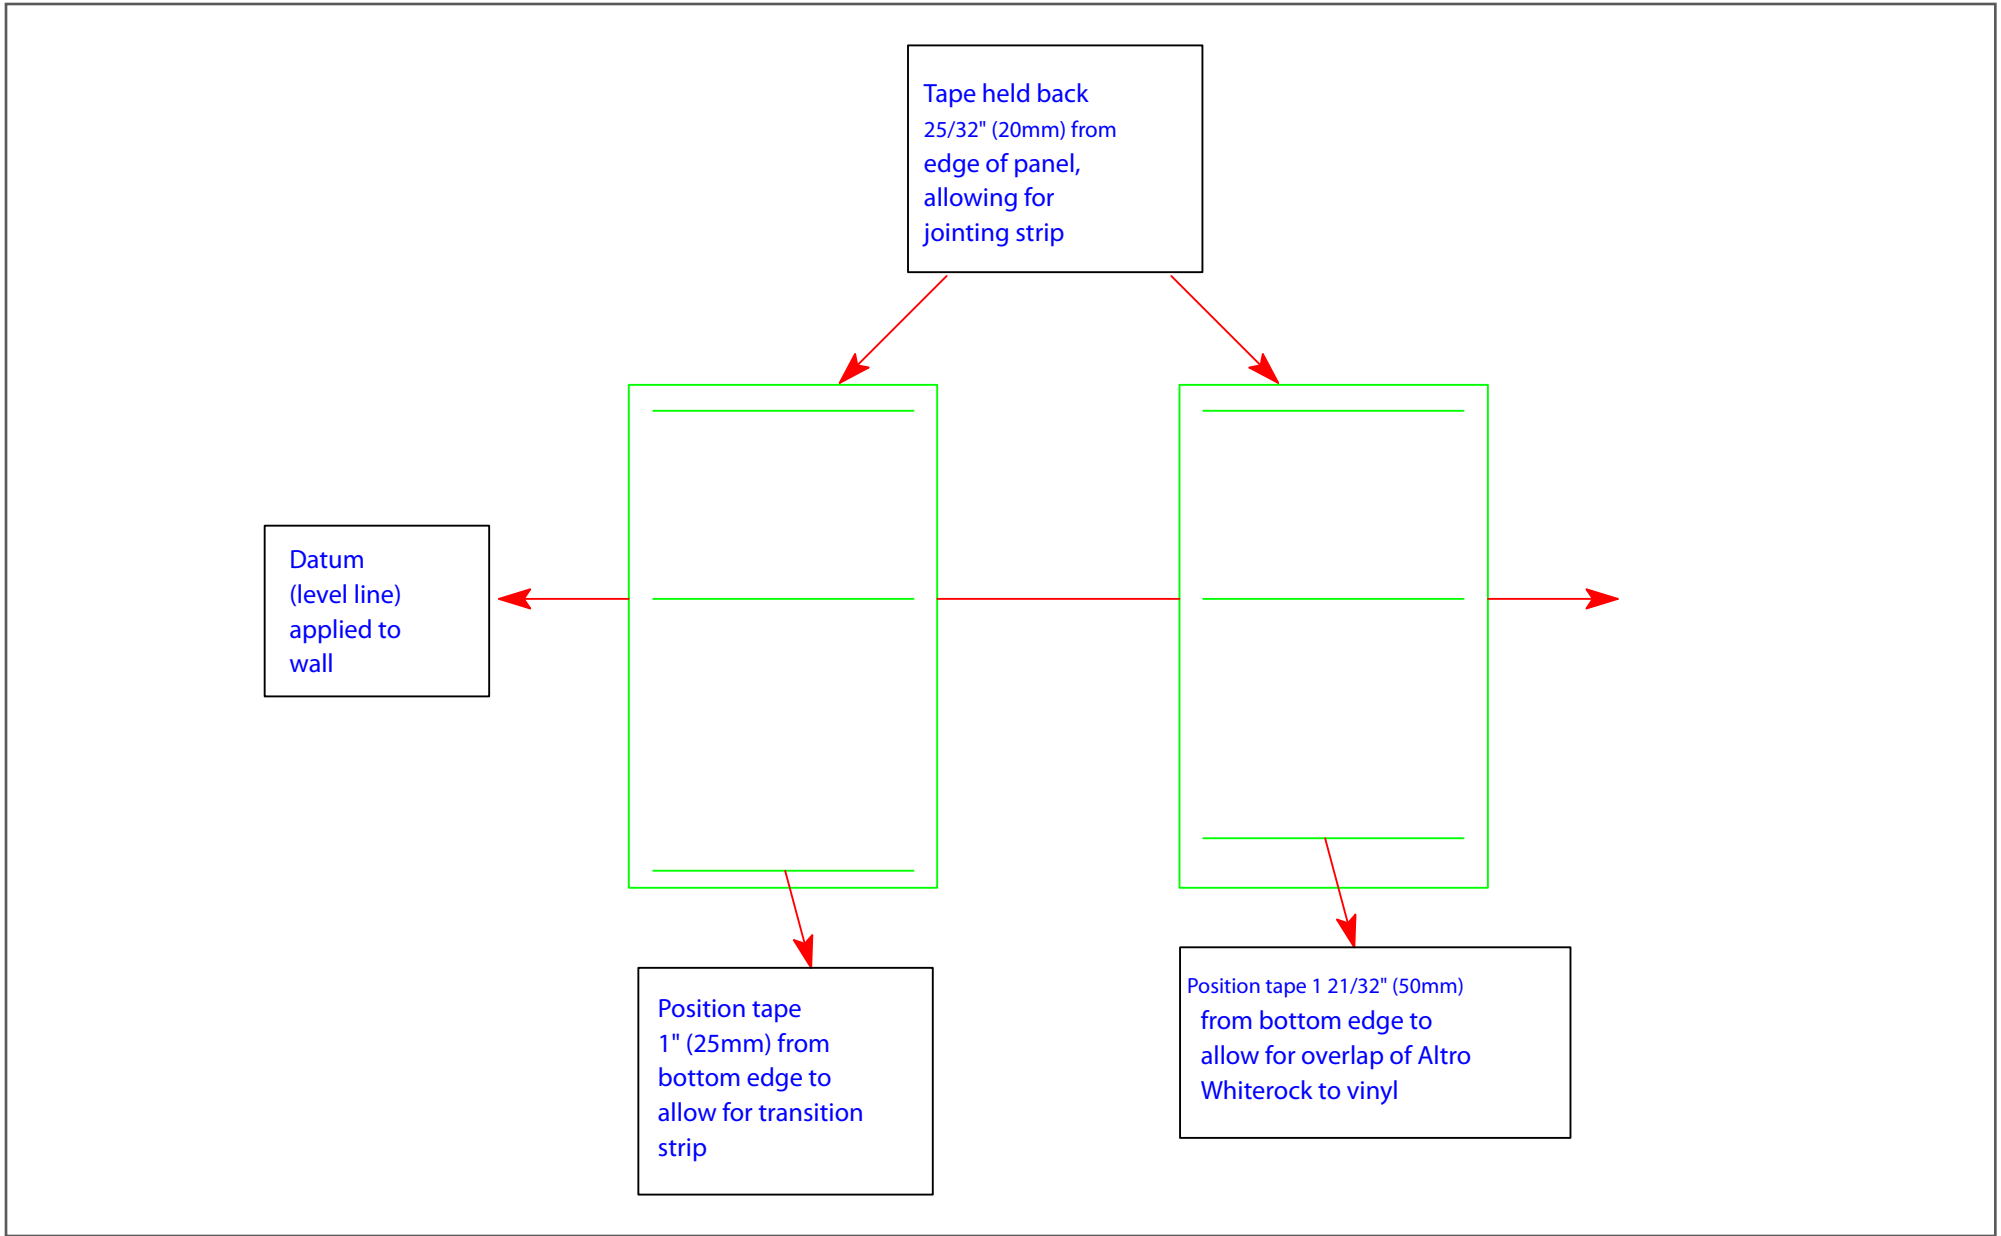 Tape held back
25/32" (20mm) from
edge of panel,
allowing for
jointing strip
Datum
(level line)
applied to
wall
Position tape
1" (25mm) from
bottom edge to
allow for transition
strip
Position tape 1 21/32" (50mm)
from bottom edge to
allow for overlap of Altro
Whiterock to vinyl